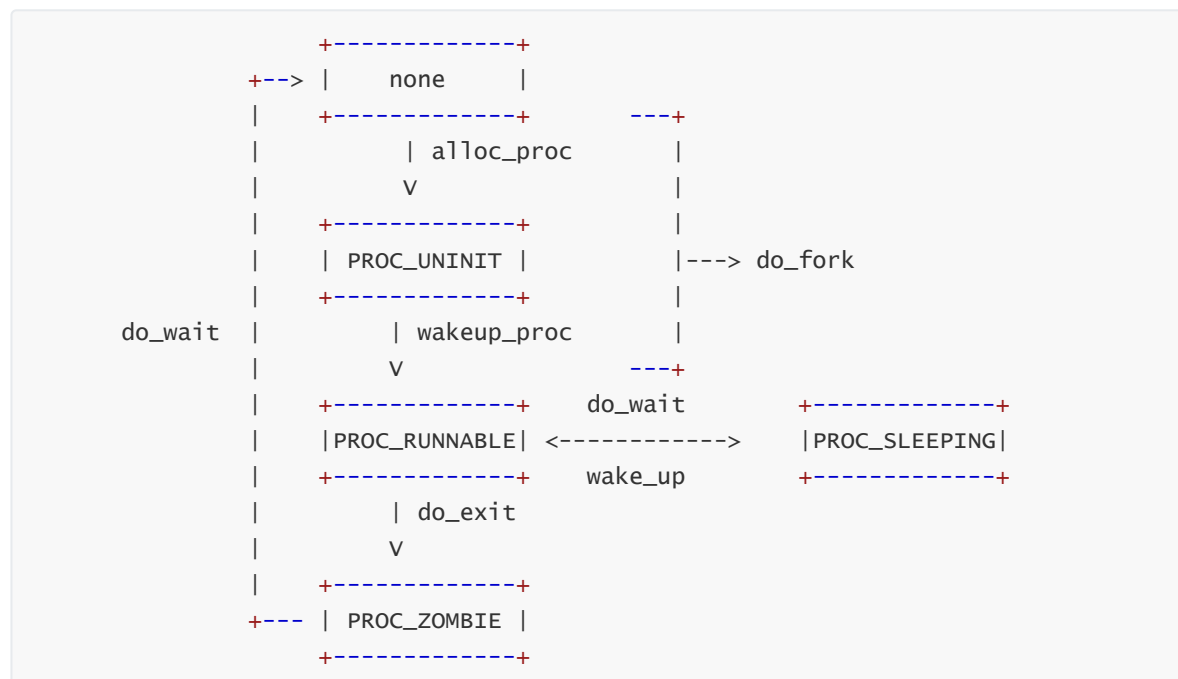 +-------------+
+--> | none |
| +-------------+ ---+
| | alloc_proc |
| V |
| +-------------+ |
| | PROC_UNINIT | |---> do_fork
| +-------------+ |
do_wait | | wakeup_proc |
| V ---+
| +-------------+ do_wait +-------------+
| |PROC_RUNNABLE| <------------> |PROC_SLEEPING|
| +-------------+ wake_up +-------------+
| | do_exit
| V
| +-------------+
+--- | PROC_ZOMBIE |
+-------------+